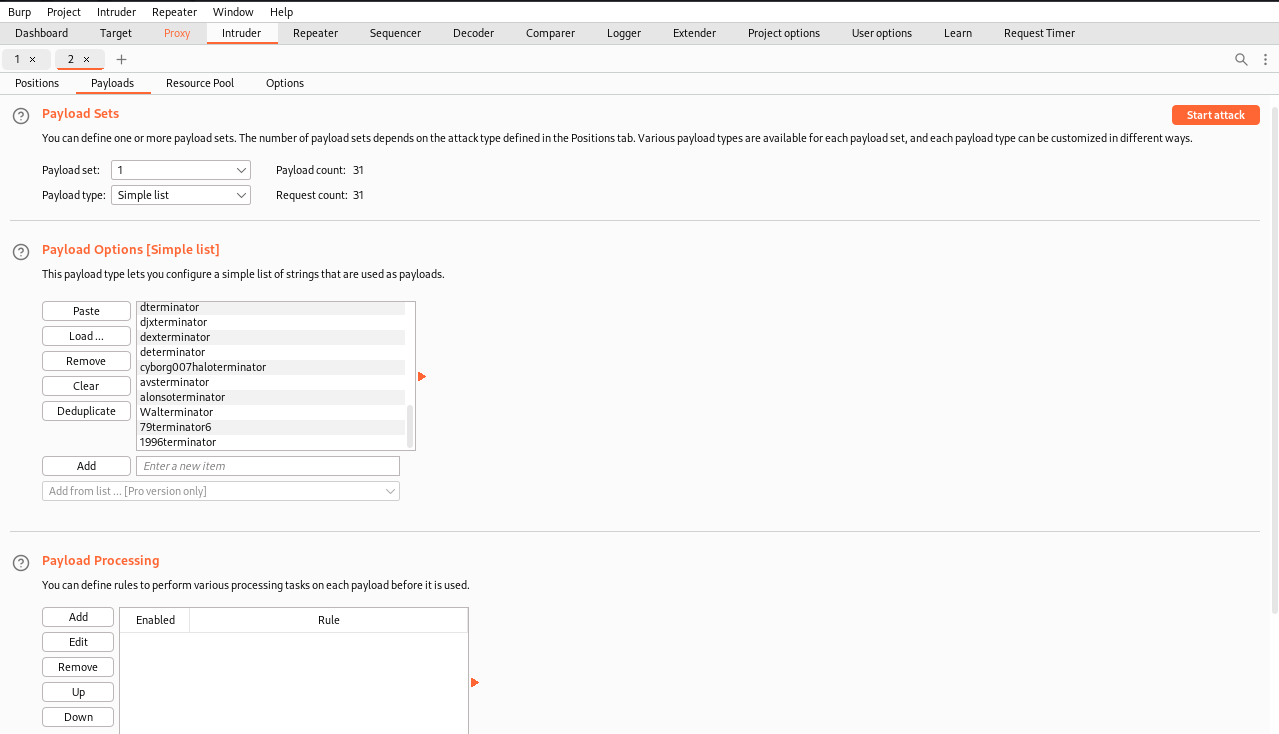 Burp Project Intruder Repeater Window Help
Dashboard Target Proxy Intruder Repeater Sequencer Decoder Comparer Logger Extender Project options User options Learn Request Timer
1 × 2 × +
Positions Payloads Resource Pool Options
? Payload Sets
Start attack
You can define one or more payload sets. The number of payload sets depends on the attack type defined in the Positions tab. Various payload types are available for each payload set, and each payload type can be customized in different ways.
Payload set: 1 Payload count: 31
Payload type: Simple list Request count: 31
? Payload Options [Simple list]
This payload type lets you configure a simple list of strings that are used as payloads.
Paste
Load ...
Remove
Clear
Deduplicate
dterminator
djxterminator
dexterminator
determinator
cyborg007haloterminator
avsterminator
alonsoterminator
Walterminator
79terminator6
1996terminator
Add Enter a new item
Add from list ... [Pro version only]
? Payload Processing
You can define rules to perform various processing tasks on each payload before it is used.
Add
Edit
Remove
Up
Down
Enabled Rule